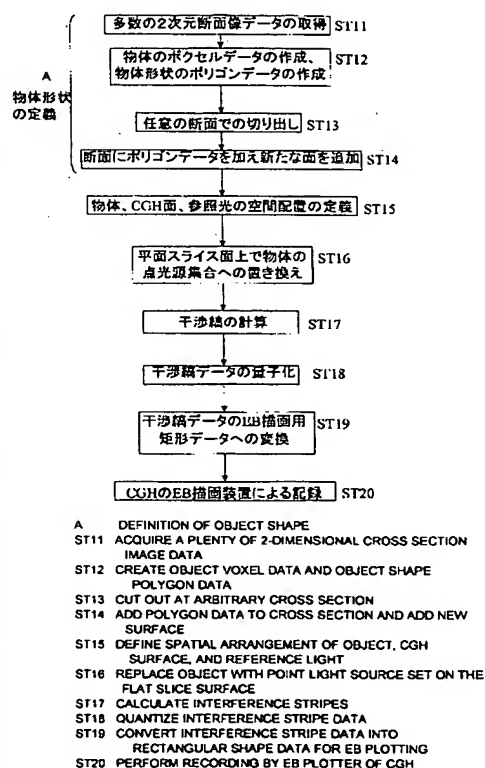 多数の2次元断面像データの取得 ST11
物体のボクセルデータの作成、 ST12
物体形状のポリゴンデータの作成
A
物体形状
の定義
任意の断面での切り出し ST13
断面にポリゴンデータを加え新たな面を追加 ST14
物体、CGH面、参照光の空間配置の定義 ST15
平面スライス面上で物体の ST16
点光源集合への置き換え
干渉縞の計算 ST17
干渉縞データの量子化 ST18
干渉縞データのEB描画用 ST19
矩形データへの変換
CGHのEB描画装置による記録 ST20
A DEFINITION OF OBJECT SHAPE
ST11 ACQUIRE A PLENTY OF 2-DIMENSIONAL CROSS SECTION
IMAGE DATA
ST12 CREATE OBJECT VOXEL DATA AND OBJECT SHAPE
POLYGON DATA
ST13 CUT OUT AT ARBITRARY CROSS SECTION
ST14 ADD POLYGON DATA TO CROSS SECTION AND ADD NEW
SURFACE
ST15 DEFINE SPATIAL ARRANGEMENT OF OBJECT, CGH
SURFACE, AND REFERENCE LIGHT
ST16 REPLACE OBJECT WITH POINT LIGHT SOURCE SET ON THE
FLAT SLICE SURFACE
ST17 CALCULATE INTERFERENCE STRIPES
ST18 QUANTIZE INTERFERENCE STRIPE DATA
ST19 CONVERT INTERFERENCE STRIPE DATA INTO
RECTANGULAR SHAPE DATA FOR EB PLOTTING
ST20 PERFORM RECORDING BY EB PLOTTER OF CGH